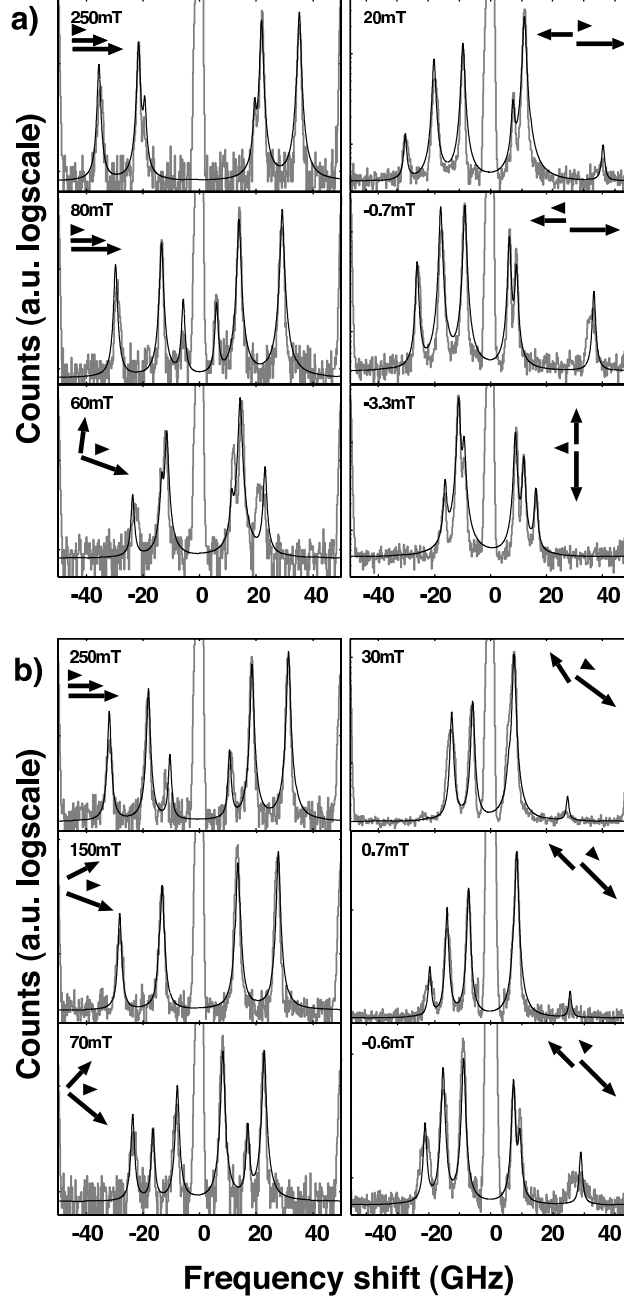 a)
250mT
20mT
80mT
-0.7mT
60mT
-3.3mT
Counts (a.u. logscale)
-40 -20 0 20 40
-40 -20 0 20 40
b)
250mT
30mT
150mT
0.7mT
70mT
-0.6mT
Counts (a.u. logscale)
-40 -20 0 20 40
-40 -20 0 20 40
Frequency shift (GHz)